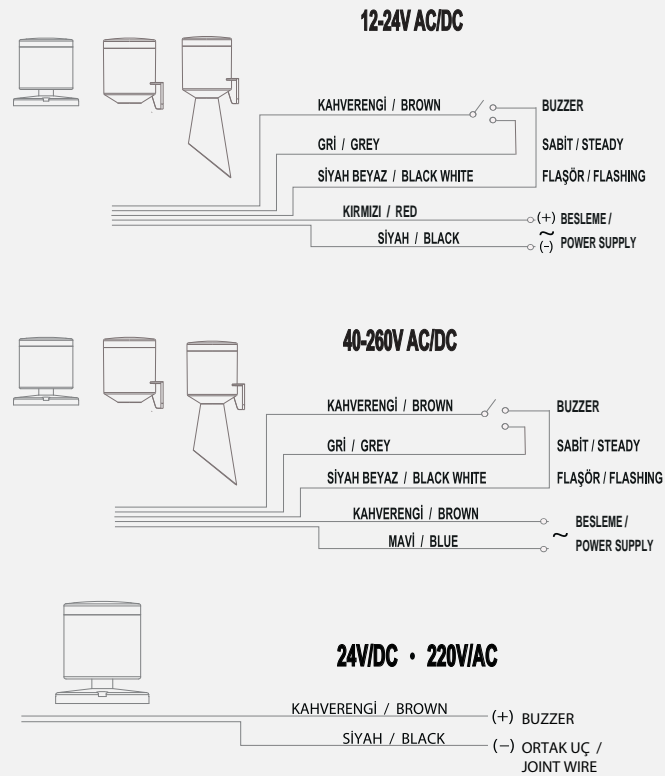 12-24V AC/DC
KAHVERENGİ / BROWN BUZZER
GRİ / GREY SABİT / STEADY
SİYAH BEYAZ / BLACK WHITE FLAŞÖR / FLASHING
KIRMIZI / RED (+) BESLEME /
~
SİYAH / BLACK (-) POWER SUPPLY
40-260V AC/DC
KAHVERENGİ / BROWN BUZZER
GRİ / GREY SABİT / STEADY
SİYAH BEYAZ / BLACK WHITE FLAŞÖR / FLASHING
KAHVERENGİ / BROWN BESLEME /
~
MAVİ / BLUE POWER SUPPLY
24V/DC • 220V/AC
KAHVERENGİ / BROWN (+) BUZZER
SİYAH / BLACK (−) ORTAK UÇ /
JOINT WIRE